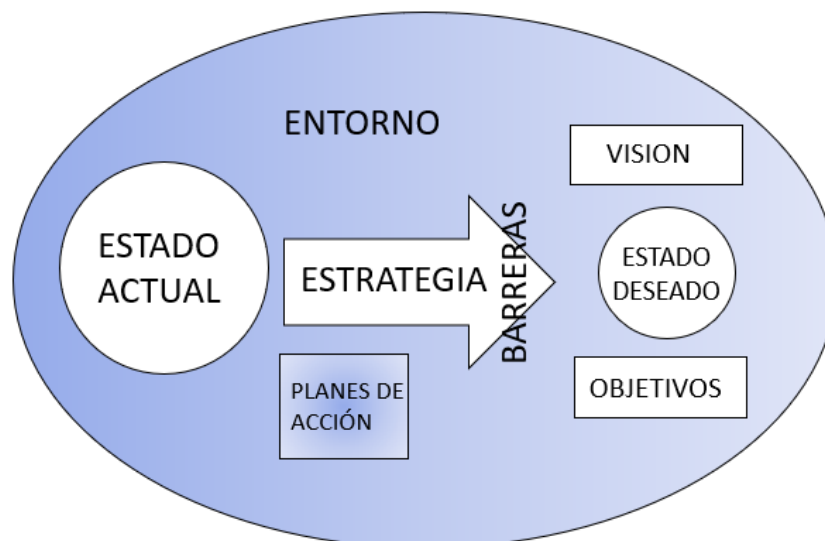 ENTORNO
VISION
ESTADO
ACTUAL
ESTRATEGIA
BARRERAS
ESTADO
DESEADO
PLANES DE
ACCIÓN
OBJETIVOS